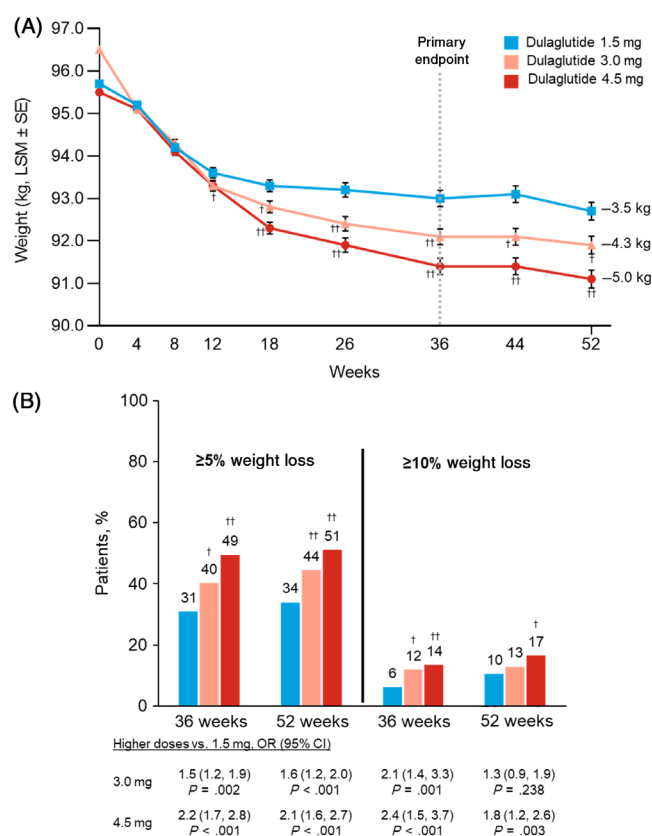 (A)
97.0
96.0
95.0
94.0
93.0
92.0
91.0
90.0
Weight (kg, LSM ± SE)
Primary
endpoint
Dulaglutide 1.5 mg
Dulaglutide 3.0 mg
Dulaglutide 4.5 mg
–3.5 kg
–4.3 kg
–5.0 kg
† † †† †† †† †† †† † †† † ††
0 4 8 12 18 26 36 44 52
Weeks
(B)
100
80
60
40
20
0
Patients, %
≥5% weight loss
≥10% weight loss
† †† †† †† † †† †
31 40 49 34 44 51 6 12 14 10 13 17
36 weeks 52 weeks 36 weeks 52 weeks
Higher doses vs. 1.5 mg, OR (95% CI)
3.0 mg
1.5 (1.2, 1.9) 1.6 (1.2, 2.0) 2.1 (1.4, 3.3) 1.3 (0.9, 1.9)
P = .002 P < .001 P = .001 P = .238
4.5 mg
2.2 (1.7, 2.8) 2.1 (1.6, 2.7) 2.4 (1.5, 3.7) 1.8 (1.2, 2.6)
P < .001 P < .001 P < .001 P = .003